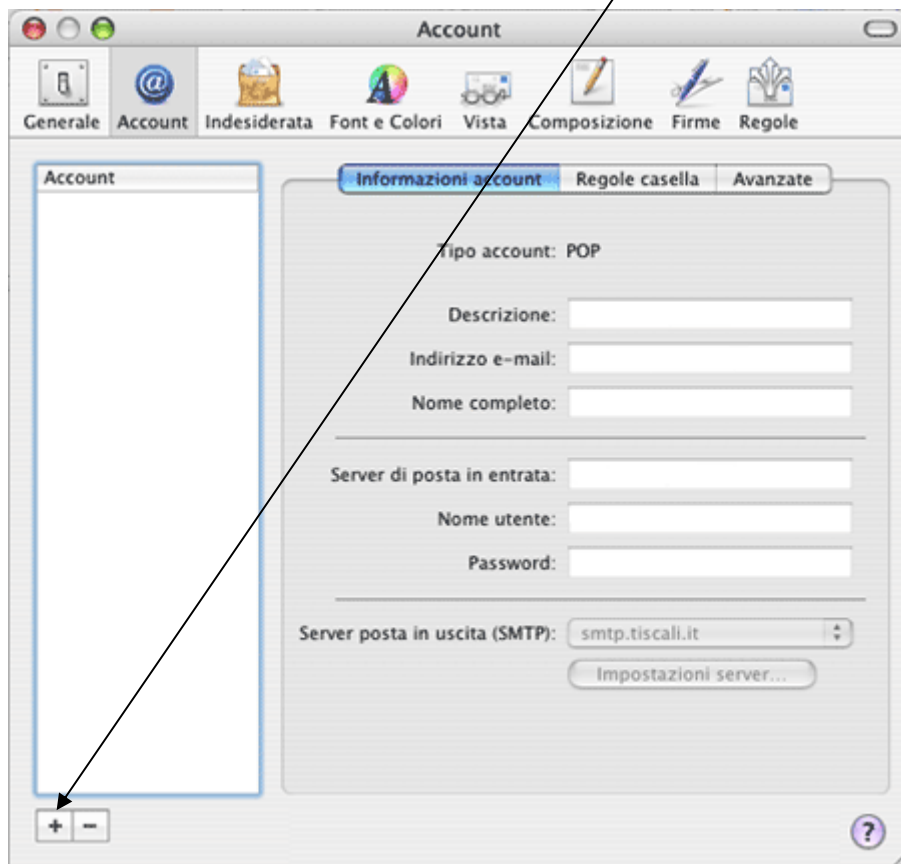 Account
Generale Account Indesiderata Font e Colori Vista Composizione Firme Regole
Account
Informazioni account Regole casella Avanzate
Tipo account: POP
Descrizione:
Indirizzo e-mail:
Nome completo:
Server di posta in entrata:
Nome utente:
Password:
Server posta in uscita (SMTP): smtp.tiscali.it
Impostazioni server...
+ − ?